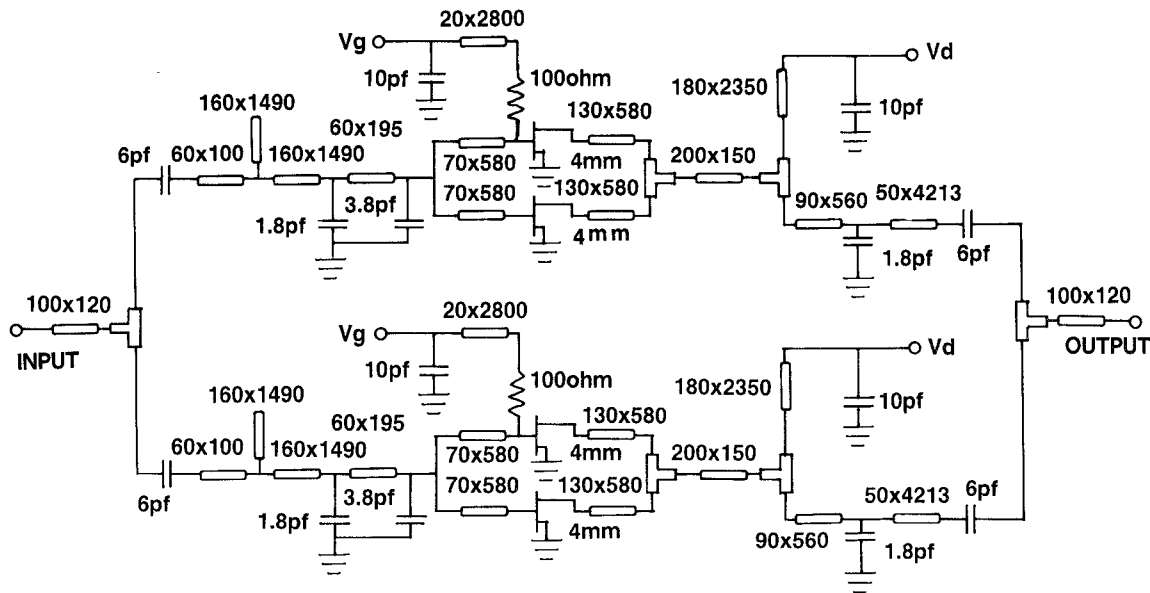 20x2800
Vg
10pf
100ohm
Vd
180x2350
10pf
160x1490
60x195
130x580
6pf
60x100
160x1490
70x580
4mm
200x150
70x580
130x580
90x560
50x4213
1.8pf
3.8pf
4mm
1.8pf
6pf
100x120
INPUT
20x2800
100x120
OUTPUT
Vg
10pf
100ohm
Vd
180x2350
10pf
160x1490
60x195
130x580
60x100
160x1490
70x580
4mm
200x150
6pf
3.8pf
70x580
130x580
50x4213
6pf
1.8pf
4mm
90x560
1.8pf